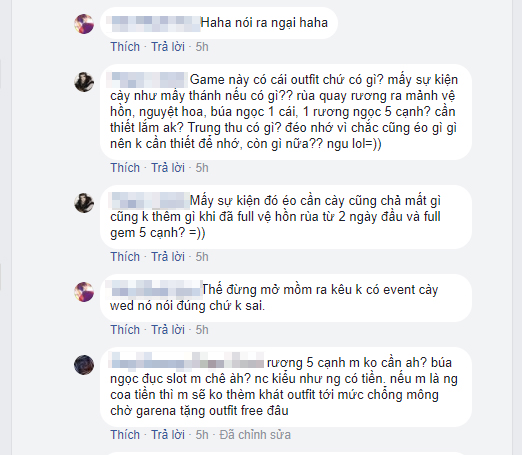 Haha nói ra ngại haha
Thích · Trả lời · 5h
Game này có cái outfit chứ có gì? mấy sự kiện
cày như mấy thánh nếu có gì?? rùa quay rương ra mảnh vệ
hồn, nguyệt hoa, búa ngọc 1 cái, 1 rương ngọc 5 cạnh? cần
thiết lắm ak? Trung thu có gì? đéo nhớ vì chắc cũng éo gì gì
nên k cần thiết để nhớ, còn gì nữa?? ngu lol=))
Thích · Trả lời · 5h
Mấy sự kiện đó éo cần cày cũng chả mất gì
cũng k thêm gì khi đã full vệ hồn rùa từ 2 ngày đầu và full
gem 5 cạnh? =))
Thích · Trả lời · 5h
Thế đừng mở mồm ra kêu k có event cày
wed nó nói đúng chứ k sai.
Thích · Trả lời · 5h
rương 5 cạnh m ko cần ah? búa
ngọc đục slot m chê àh? nc kiểu như ng có tiền. nếu m là ng
coa tiền thì m sẽ ko thèm khát outfit tới mức chổng mông
chờ garena tặng outfit free đâu
Thích · Trả lời · 5h · Đã chỉnh sửa